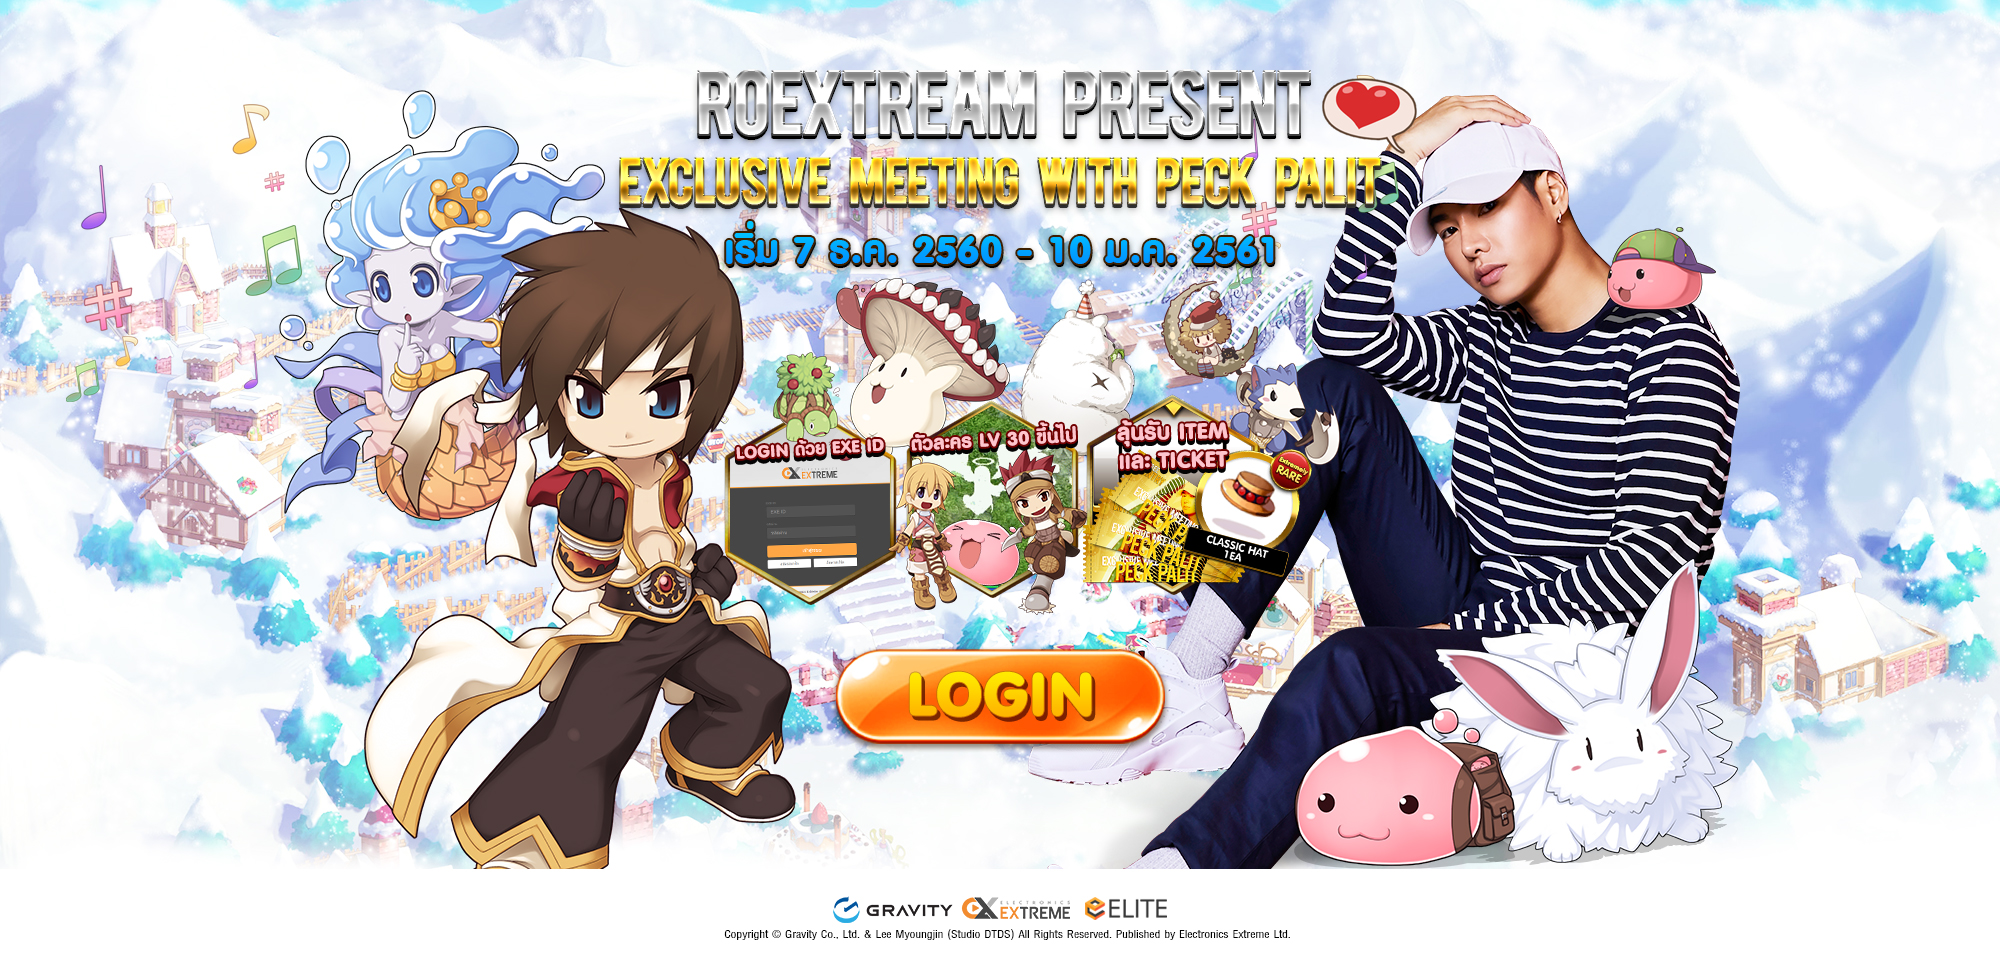 ROEXTREAM PRESENT
EXCLUSIVE MEETING WITH PECK PALIT
เริ่ม 7 ธ.ค. 2560 - 10 ม.ค. 2561
LOGIN ด้วย EXE ID
EXTREME
EXE ID
ตัวละคร LV 30 ขึ้นไป
ลุ้นรับ ITEM
และ TICKET
Extremely
RARE
PECK PALIT
CLASSIC HAT
1EA
LOGIN
GRAVITY
ELECTRONICS
EXTREME
ELITE
Copyright © Gravity Co., Ltd. & Lee Myoungjin (Studio DTDS) All Rights Reserved. Published by Electronics Extreme Ltd.